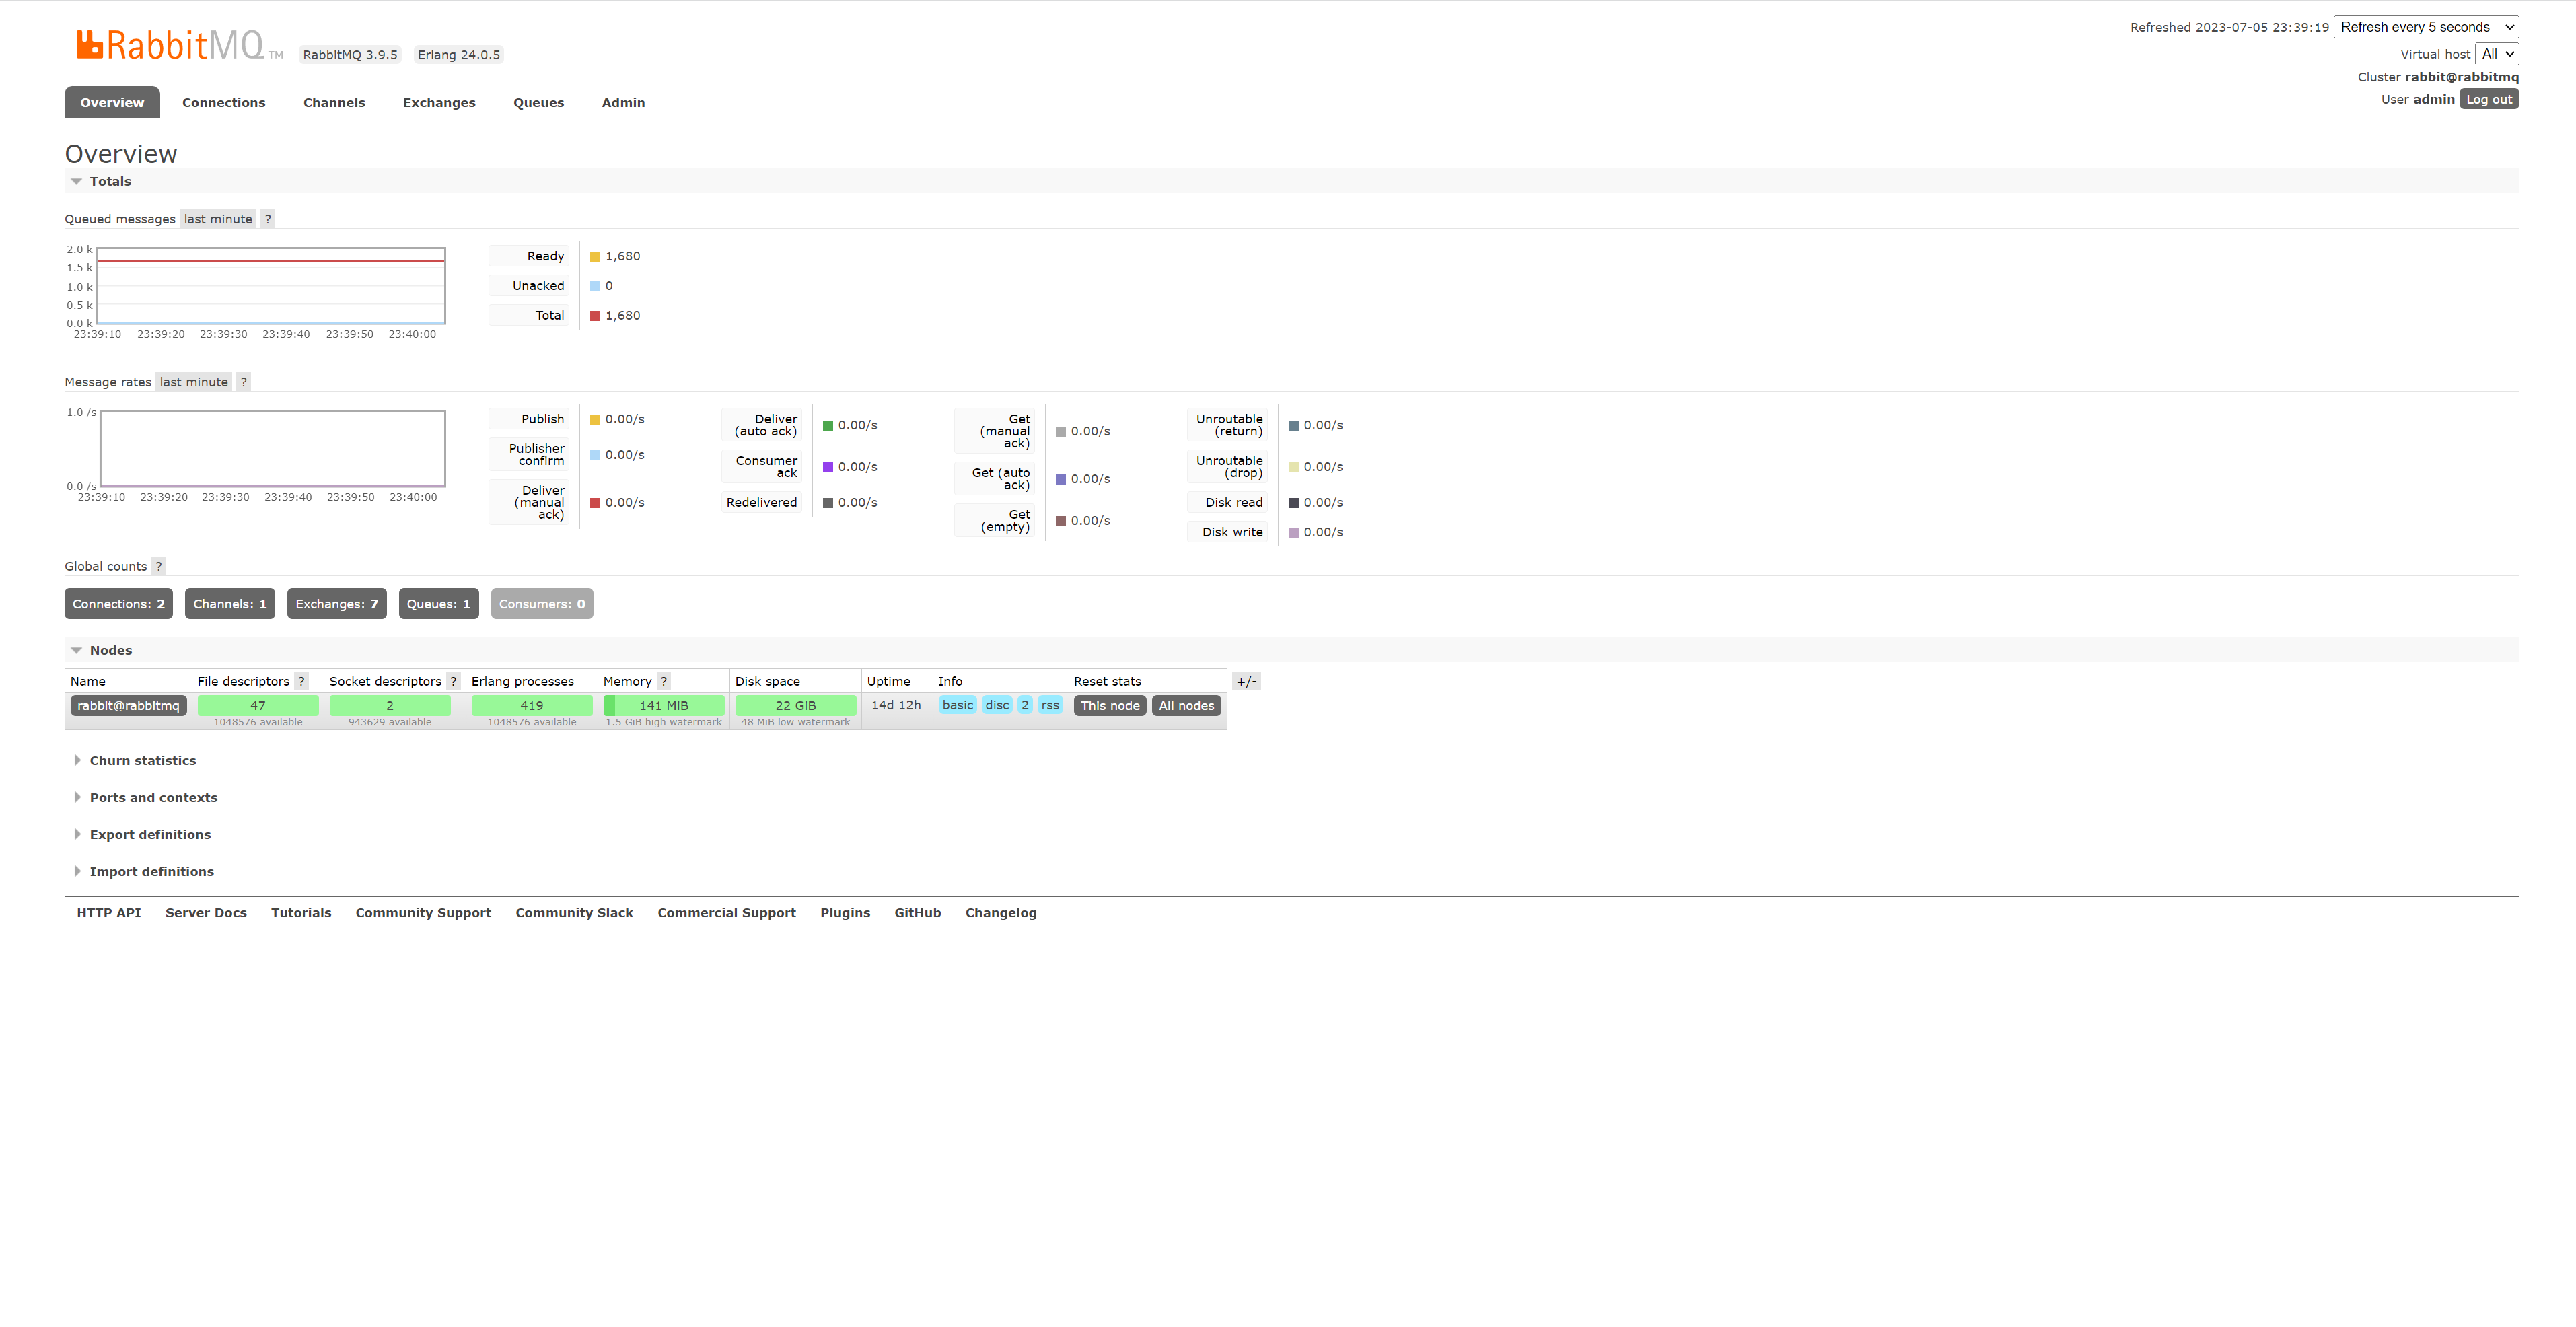 RabbitMQ TM RabbitMQ 3.9.5 Erlang 24.0.5
Refreshed 2023-07-05 23:39:19 Refresh every 5 seconds
Virtual host All
Cluster rabbit@rabbitmq
User admin Log out
Overview Connections Channels Exchanges Queues Admin
Overview
Totals
Queued messages last minute ?
2.0 k
1.5 k
1.0 k
0.5 k
0.0 k
23:39:10 23:39:20 23:39:30 23:39:40 23:39:50 23:40:00
Ready 1,680
Unacked 0
Total 1,680
Message rates last minute ?
1.0 /s
0.0 /s
23:39:10 23:39:20 23:39:30 23:39:40 23:39:50 23:40:00
Publish 0.00/s
Publisher
confirm 0.00/s
Deliver
(manual 0.00/s
ack)
Deliver
(auto ack) 0.00/s
Consumer
ack 0.00/s
Redelivered 0.00/s
Get
(manual 0.00/s
ack)
Get (auto
ack) 0.00/s
Get
(empty) 0.00/s
Unroutable
(return) 0.00/s
Unroutable
(drop) 0.00/s
Disk read 0.00/s
Disk write 0.00/s
Global counts ?
Connections: 2 Channels: 1 Exchanges: 7 Queues: 1 Consumers: 0
Nodes
Name File descriptors ? Socket descriptors ? Erlang processes Memory ? Disk space Uptime Info Reset stats +/-
rabbit@rabbitmq 47 2 419 141 MiB 22 GiB 14d 12h basic disc 2 rss This node All nodes
1048576 available 943629 available 1048576 available 1.5 GiB high watermark 48 MiB low watermark
Churn statistics
Ports and contexts
Export definitions
Import definitions
HTTP API Server Docs Tutorials Community Support Community Slack Commercial Support Plugins GitHub Changelog